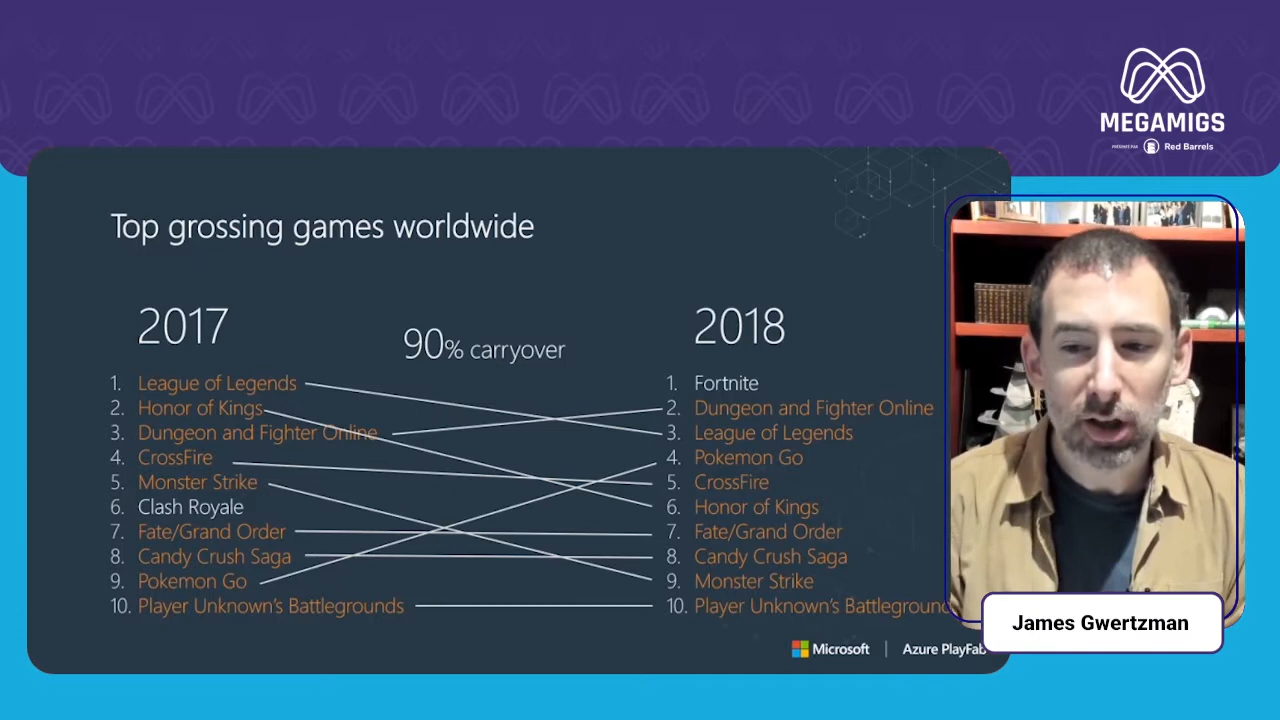 MEGAMIGS
PRÉSENTÉ PAR Red Barrels
Top grossing games worldwide
2017
90% carryover
2018
1. League of Legends
2. Honor of Kings
3. Dungeon and Fighter Online
4. CrossFire
5. Monster Strike
6. Clash Royale
7. Fate/Grand Order
8. Candy Crush Saga
9. Pokemon Go
10. Player Unknown's Battlegrounds
1. Fortnite
2. Dungeon and Fighter Online
3. League of Legends
4. Pokemon Go
5. CrossFire
6. Honor of Kings
7. Fate/Grand Order
8. Candy Crush Saga
9. Monster Strike
10. Player Unknown's Battleground
Microsoft | Azure PlayFab
James Gwertzman